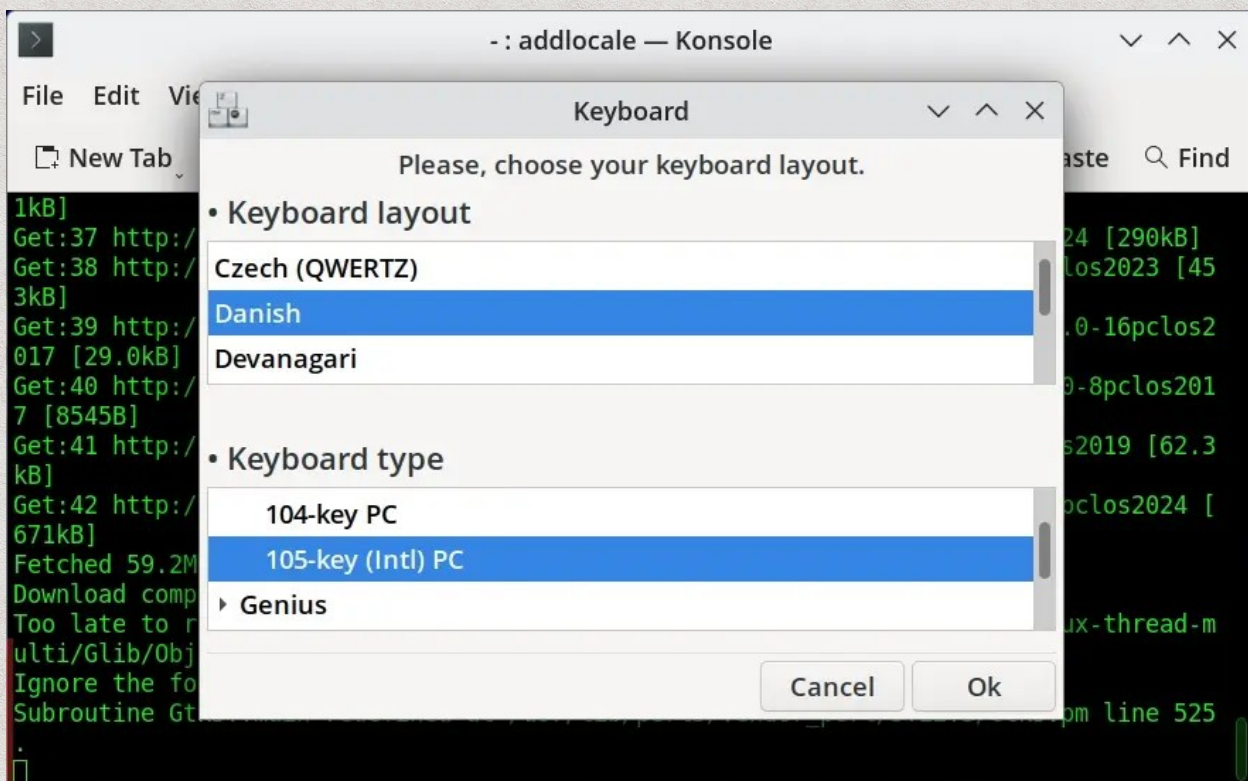 - : addlocale — Konsole
File Edit
New Tab
Find
Keyboard
Please, choose your keyboard layout.
• Keyboard layout
Czech (QWERTZ)
Danish
Devanagari
• Keyboard type
104-key PC
105-key (Intl) PC
Genius
Cancel Ok
1kB]
Get:37 http:/ 24 [290kB]
Get:38 http:/ los2023 [45
3kB]
Get:39 http:/ .0-16pclos2
017 [29.0kB]
Get:40 http:/ 0-8pclos201
7 [8545B]
Get:41 http:/ s2019 [62.3
kB]
Get:42 http:/ pclos2024 [
671kB]
Fetched 59.2M
Download comp
Too late to r ux-thread-m
ulti/Glib/Obj
Ignore the fo
Subroutine line 525
.